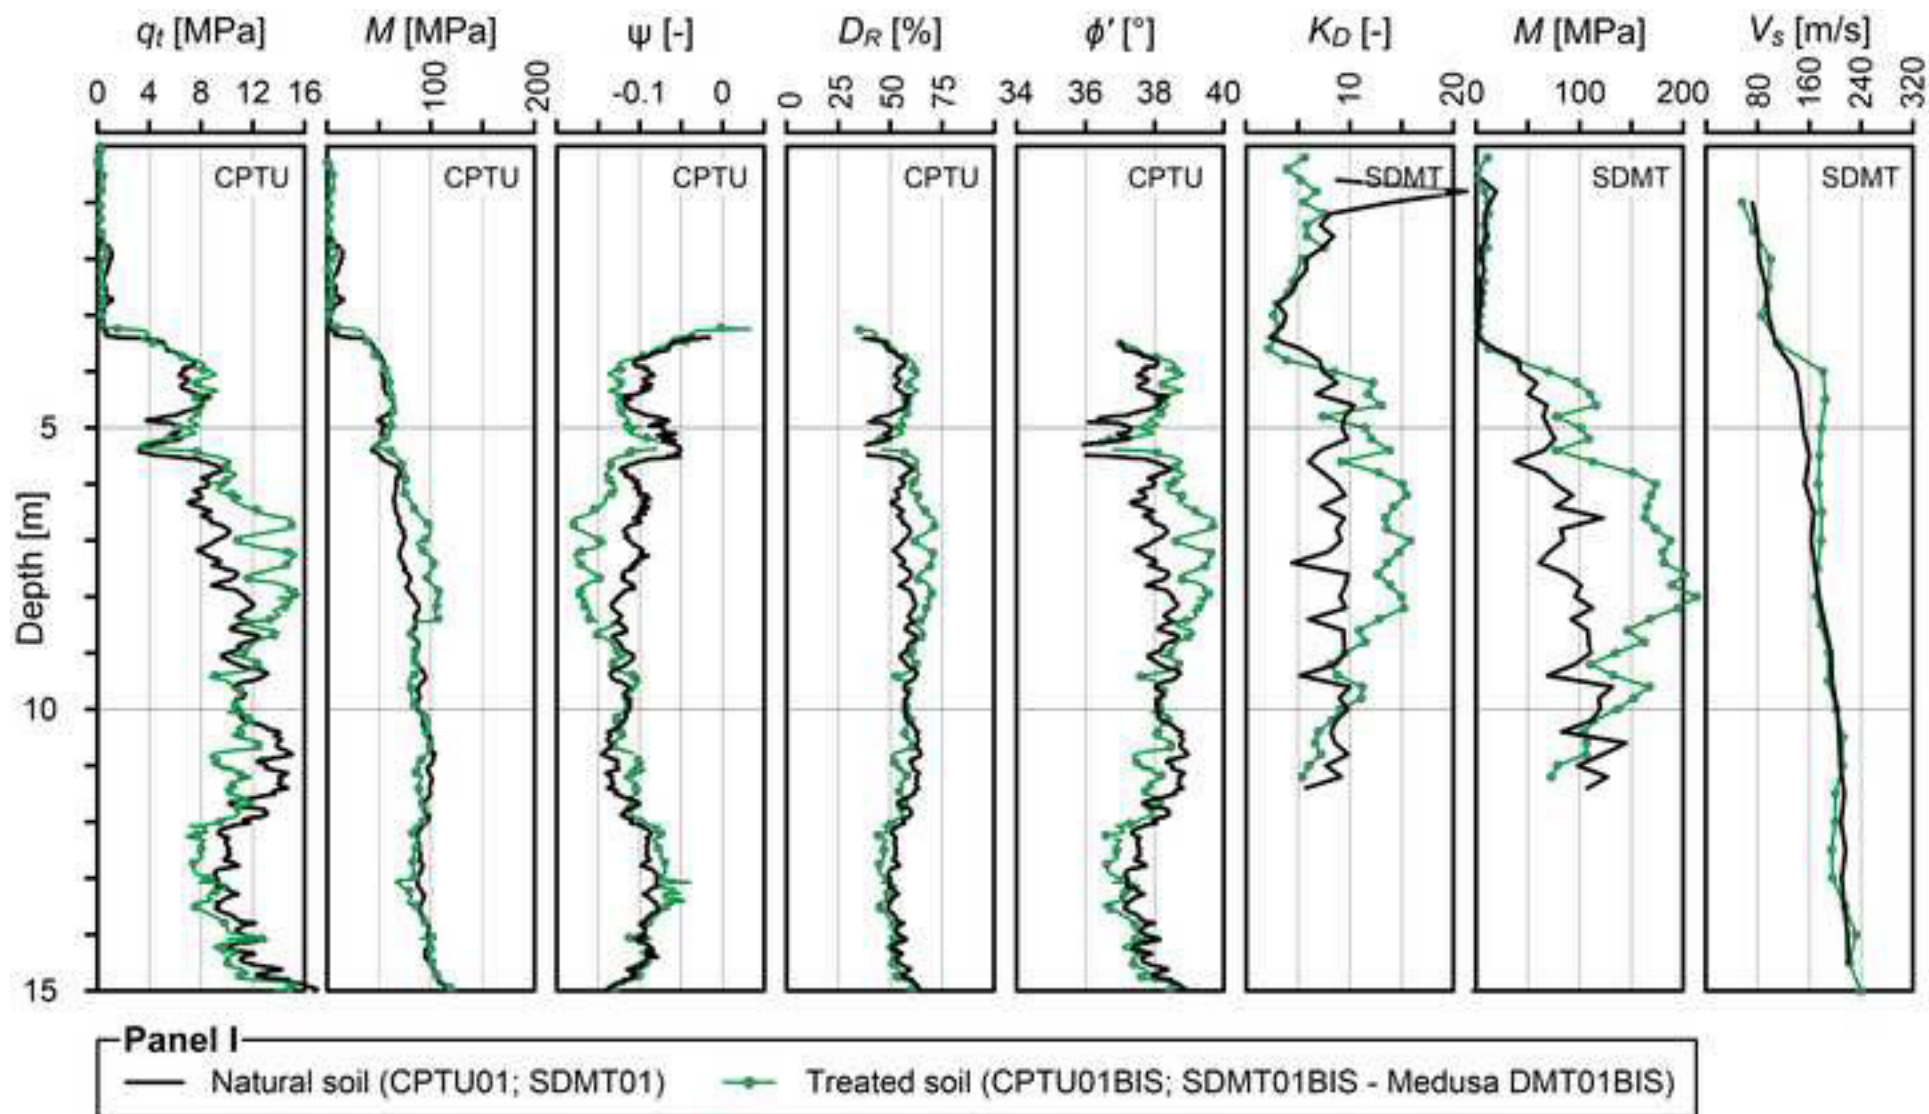 qt [MPa] M [MPa] ψ [-] DR [%] ϕ′ [°] KD [-] M [MPa] Vs [m/s]
0 4 8 12 16 100 200 -0.1 0 0 25 50 75 34 36 38 40 10 20 0 100 200 80 160 240 320
CPTU CPTU CPTU CPTU CPTU SDMT SDMT SDMT
5
Depth [m]
10
15
Panel I
Natural soil (CPTU01; SDMT01) Treated soil (CPTU01BIS; SDMT01BIS - Medusa DMT01BIS)